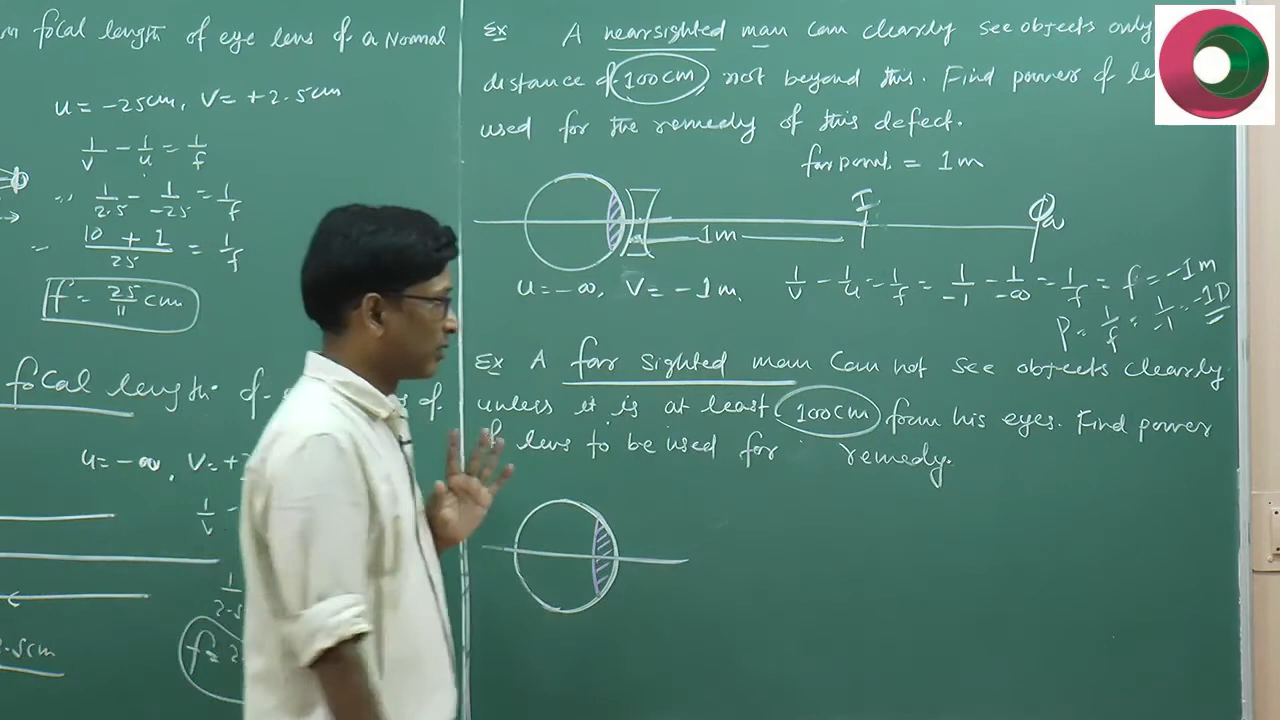 focal length of eye lens of a Normal
u = -25cm, V = +2.5cm
1/v - 1/u = 1/f
1/2.5 - 1/-25 = 1/f
= 10 + 1/25 = 1/f
f = 25/11 cm
focal length of
u = -∞, V = +2
1/v -
1/2.5
f = 2
.5cm
Ex A nearsighted man can clearly see objects only
distance of 100cm, not beyond this. Find power of le
used for the remedy of this defect.
far point = 1m
I
1m
u = -∞, V = -1m, 1/v - 1/u = 1/f = 1/-1 - 1/-∞ = 1/f = f = -1m
P = 1/f = 1/-1 = -1D
Ex A far sighted man can not see objects clearly
unless it is at least 100cm from his eyes. Find power
of lens to be used for remedy.